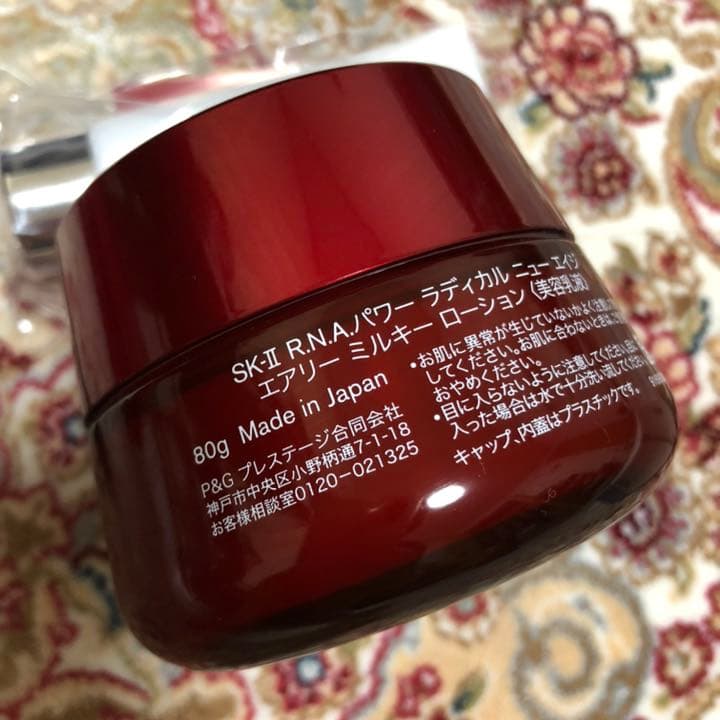 SK-II R.N.A.パワー ラディカル ニュー エイジ
エアリー ミルキー ローション〈美容乳液〉
80g Made in Japan
P&G プレステージ合同会社
神戸市中央区小野柄通7-1-18
お客様相談室0120-021325
・お肌に異常が生じていないかよく注意して
してください。お肌に合わないときは
おやめください。
・目に入らないように注意してください。
入った場合は水で十分洗い流してください。
キャップ、内蓋はプラスチックです。